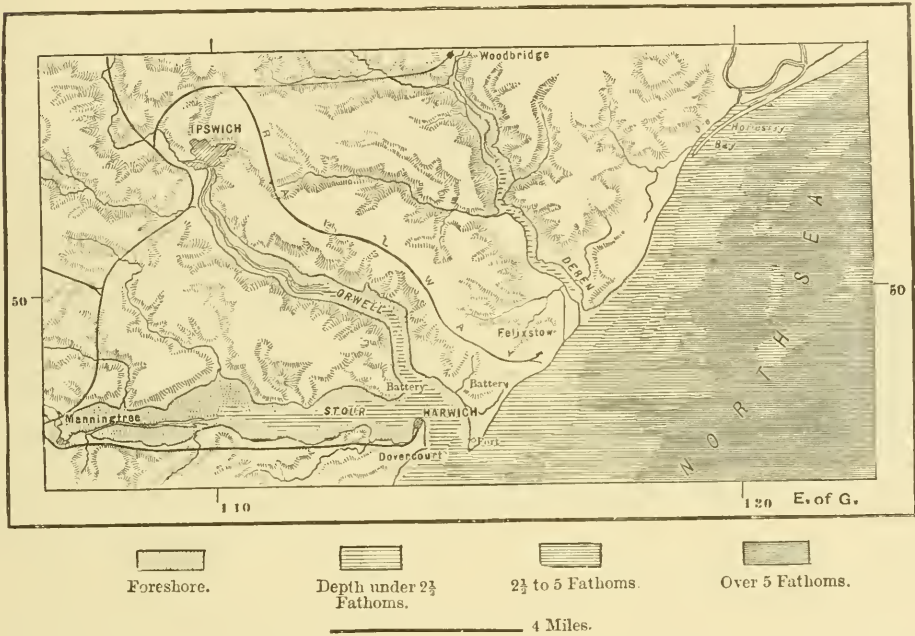 Woodbridge
IPSWICH
RAILWAY
Hollesley
Bay
DEBEN
50
50
ORWELL
Felixstow
NORTH SEA
Battery
Battery
Manningtree
STOUR
HARWICH
Fort
Dovercourt
1 10
1 20
E. of G.
Foreshore.
Depth under 2½
Fathoms.
2½ to 5 Fathoms.
Over 5 Fathoms.
4 Miles.